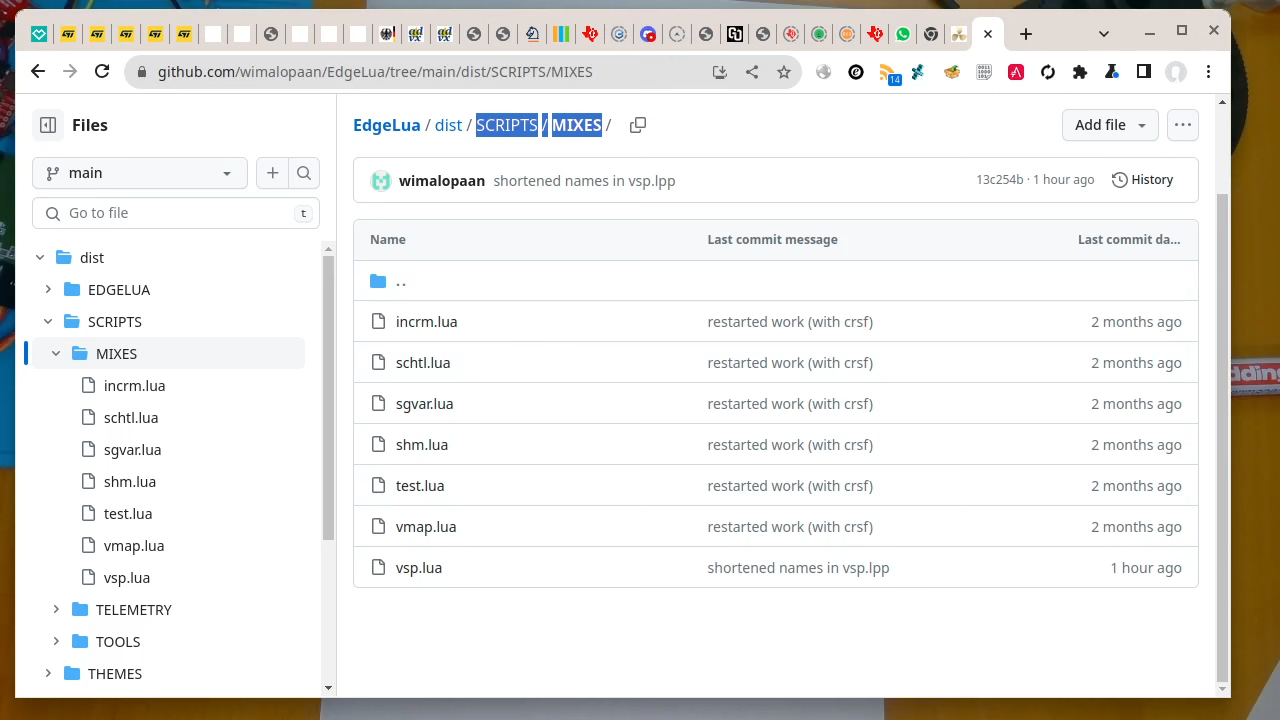 github.com/wimalopaan/EdgeLua/tree/main/dist/SCRIPTS/MIXES
14
Files
EdgeLua / dist / SCRIPTS / MIXES /
Add file
main
wimalopaan shortened names in vsp.lpp 13c254b · 1 hour ago History
Go to file t
Name Last commit message Last commit da...
dist
..
EDGELUA
SCRIPTS
incrm.lua restarted work (with crsf) 2 months ago
MIXES
schtl.lua restarted work (with crsf) 2 months ago
incrm.lua
sgvar.lua restarted work (with crsf) 2 months ago
schtl.lua
shm.lua restarted work (with crsf) 2 months ago
sgvar.lua
test.lua restarted work (with crsf) 2 months ago
shm.lua
vmap.lua restarted work (with crsf) 2 months ago
test.lua
vsp.lua shortened names in vsp.lpp 1 hour ago
vmap.lua
vsp.lua
TELEMETRY
TOOLS
THEMES
dding